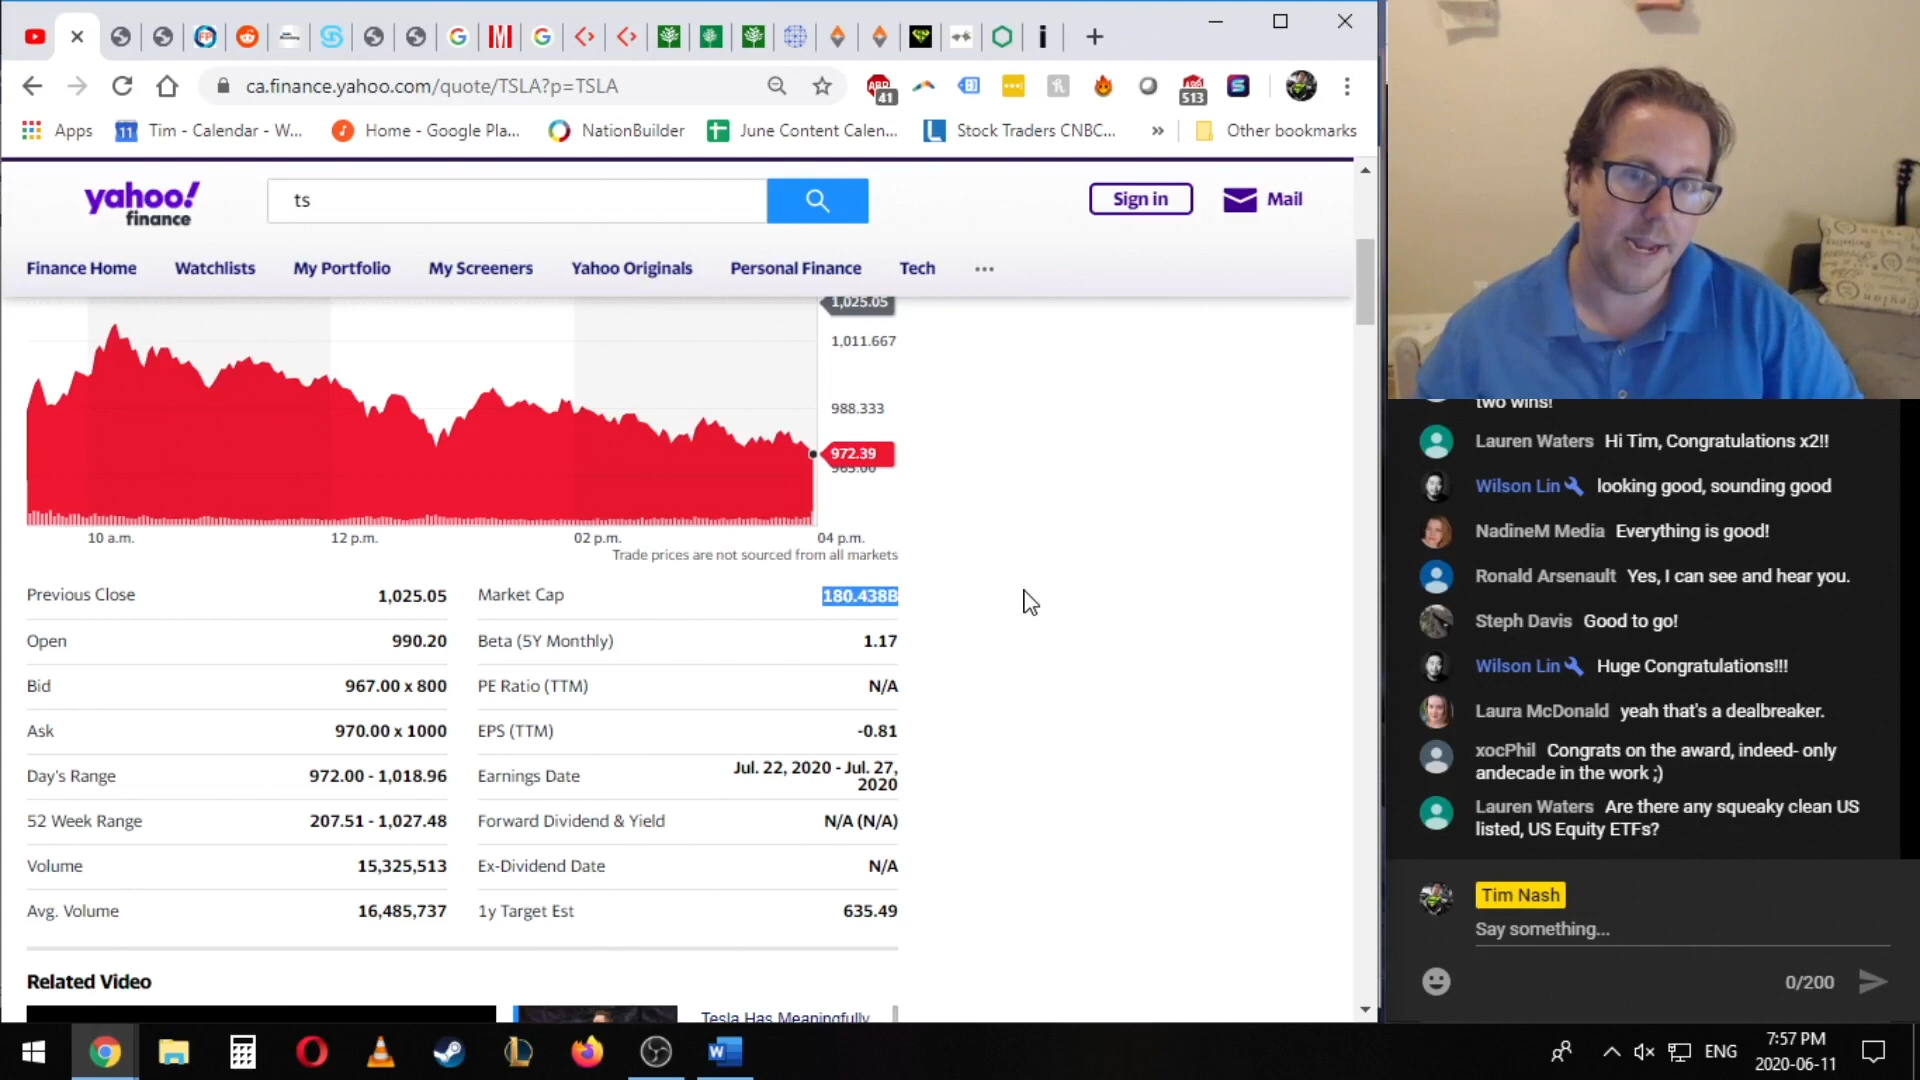 ca.finance.yahoo.com/quote/TSLA?p=TSLA
41
513
Apps
11
Tim - Calendar - W...
Home - Google Pla...
NationBuilder
June Content Calen...
Stock Traders CNBC...
»
Other bookmarks
yahoo!
finance
ts
Sign in
Mail
Finance Home
Watchlists
My Portfolio
My Screeners
Yahoo Originals
Personal Finance
Tech
1,025.05
1,011.667
988.333
972.39
965.00
10 a.m.
12 p.m.
02 p.m.
04 p.m.
Trade prices are not sourced from all markets
Previous Close 1,025.05
Open 990.20
Bid 967.00 x 800
Ask 970.00 x 1000
Day's Range 972.00 - 1,018.96
52 Week Range 207.51 - 1,027.48
Volume 15,325,513
Avg. Volume 16,485,737
Market Cap 180.438B
Beta (5Y Monthly) 1.17
PE Ratio (TTM) N/A
EPS (TTM) -0.81
Earnings Date Jul. 22, 2020 - Jul. 27,
2020
Forward Dividend & Yield N/A (N/A)
Ex-Dividend Date N/A
1y Target Est 635.49
Related Video
Tesla Has Meaningfully
two wins!
Lauren Waters Hi Tim, Congratulations x2!!
Wilson Lin looking good, sounding good
NadineM Media Everything is good!
Ronald Arsenault Yes, I can see and hear you.
Steph Davis Good to go!
Wilson Lin Huge Congratulations!!!
Laura McDonald yeah that's a dealbreaker.
xocPhil Congrats on the award, indeed- only
andecade in the work ;)
Lauren Waters Are there any squeaky clean US
listed, US Equity ETFs?
Tim Nash
Say something...
0/200
ENG
7:57 PM
2020-06-11